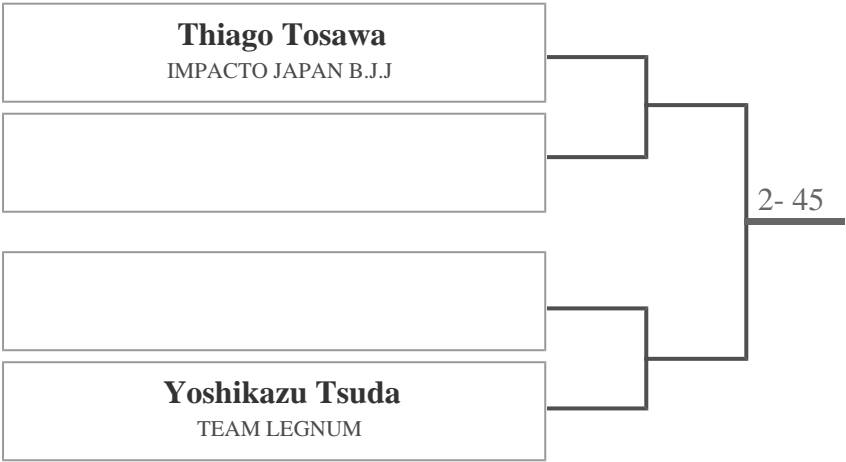 Thiago Tosawa
IMPACTO JAPAN B.J.J
2- 45
Yoshikazu Tsuda
TEAM LEGNUM